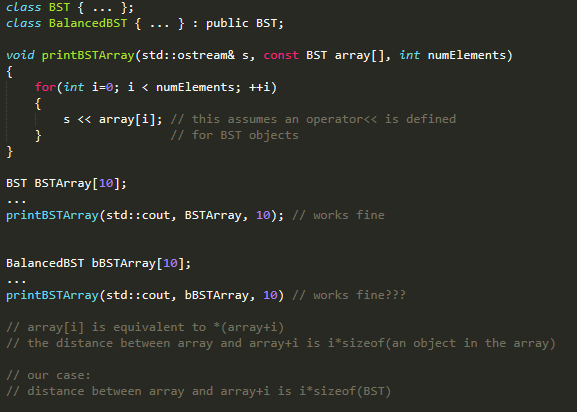 class BST { ... };
class BalancedBST { ... } : public BST;
void printBSTArray(std::ostream& s, const BST array[], int numElements)
{
for(int i=0; i < numElements; ++i)
{
s << array[i]; // this assumes an operator<< is defined
} // for BST objects
}
BST BSTArray[10];
...
printBSTArray(std::cout, BSTArray, 10); // works fine
BalancedBST bBSTArray[10];
...
printBSTArray(std::cout, bBSTArray, 10) // works fine???
// array[i] is equivalent to *(array+i)
// the distance between array and array+i is i*sizeof(an object in the array)
// our case:
// distance between array and array+i is i*sizeof(BST)